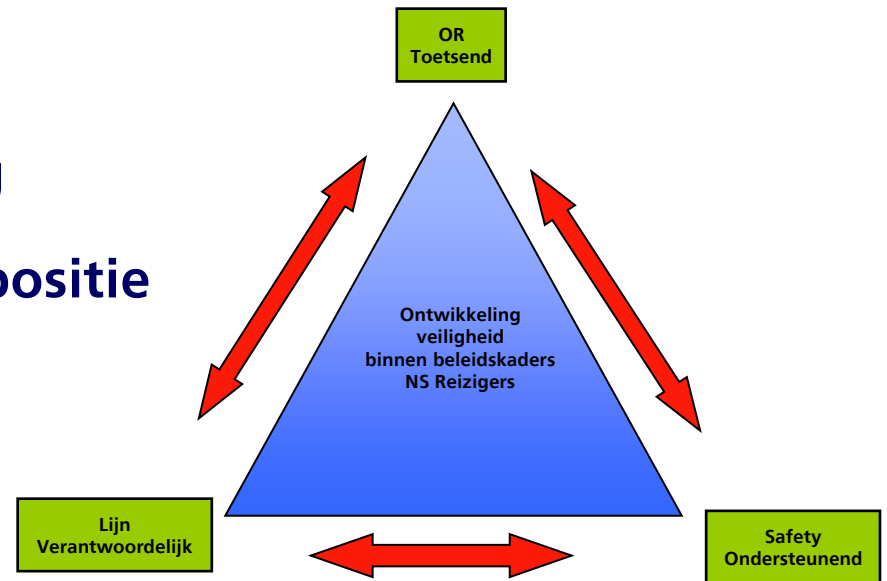 OR
Toetsend
positie
Ontwikkeling
veiligheid
binnen beleidskaders
NS Reizigers
Lijn
Verantwoordelijk
Safety
Ondersteunend